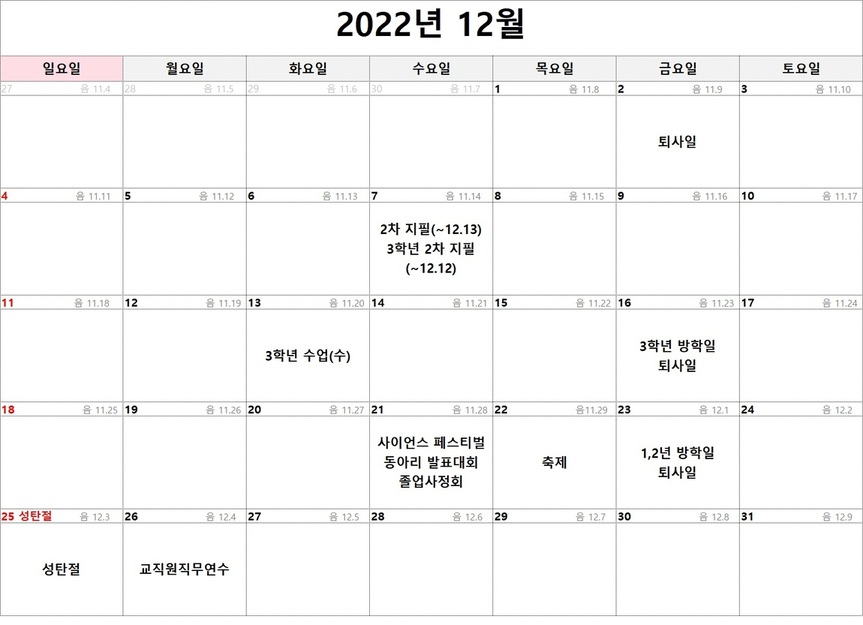 2022년 12월
일요일 월요일 화요일 수요일 목요일 금요일 토요일
27 음 11.4 28 음 11.5 29 음 11.6 30 음 11.7 1 음 11.8 2 음 11.9 3 음 11.10
퇴사일
4 음 11.11 5 음 11.12 6 음 11.13 7 음 11.14 8 음 11.15 9 음 11.16 10 음 11.17
2차 지필(~12.13)
3학년 2차 지필
(~12.12)
11 음 11.18 12 음 11.19 13 음 11.20 14 음 11.21 15 음 11.22 16 음 11.23 17 음 11.24
3학년 수업(수)
3학년 방학일
퇴사일
18 음 11.25 19 음 11.26 20 음 11.27 21 음 11.28 22 음11.29 23 음 12.1 24 음 12.2
사이언스 페스티벌
동아리 발표대회
졸업사정회
축제
1,2년 방학일
퇴사일
25 성탄절 음 12.3 26 음 12.4 27 음 12.5 28 음 12.6 29 음 12.7 30 음 12.8 31 음 12.9
성탄절 교직원직무연수